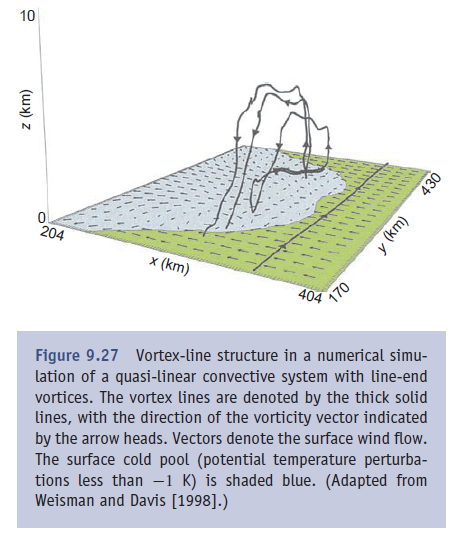 10
z (km)
0
204
x (km)
404
170
y (km)
430
Figure 9.27 Vortex-line structure in a numerical simu-
lation of a quasi-linear convective system with line-end
vortices. The vortex lines are denoted by the thick solid
lines, with the direction of the vorticity vector indicated
by the arrow heads. Vectors denote the surface wind flow.
The surface cold pool (potential temperature perturba-
tions less than −1 K) is shaded blue. (Adapted from
Weisman and Davis [1998].)